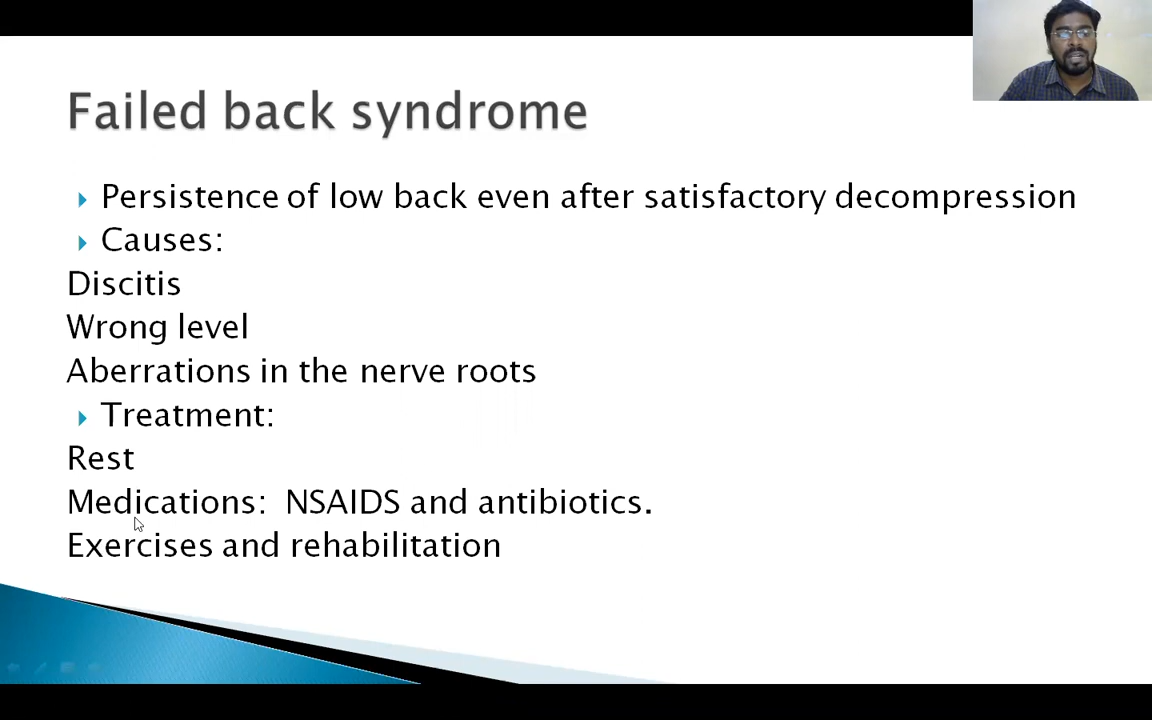 Failed back syndrome
Persistence of low back even after satisfactory decompression
Causes:
Discitis
Wrong level
Aberrations in the nerve roots
Treatment:
Rest
Medications:  NSAIDS and antibiotics.
Exercises and rehabilitation